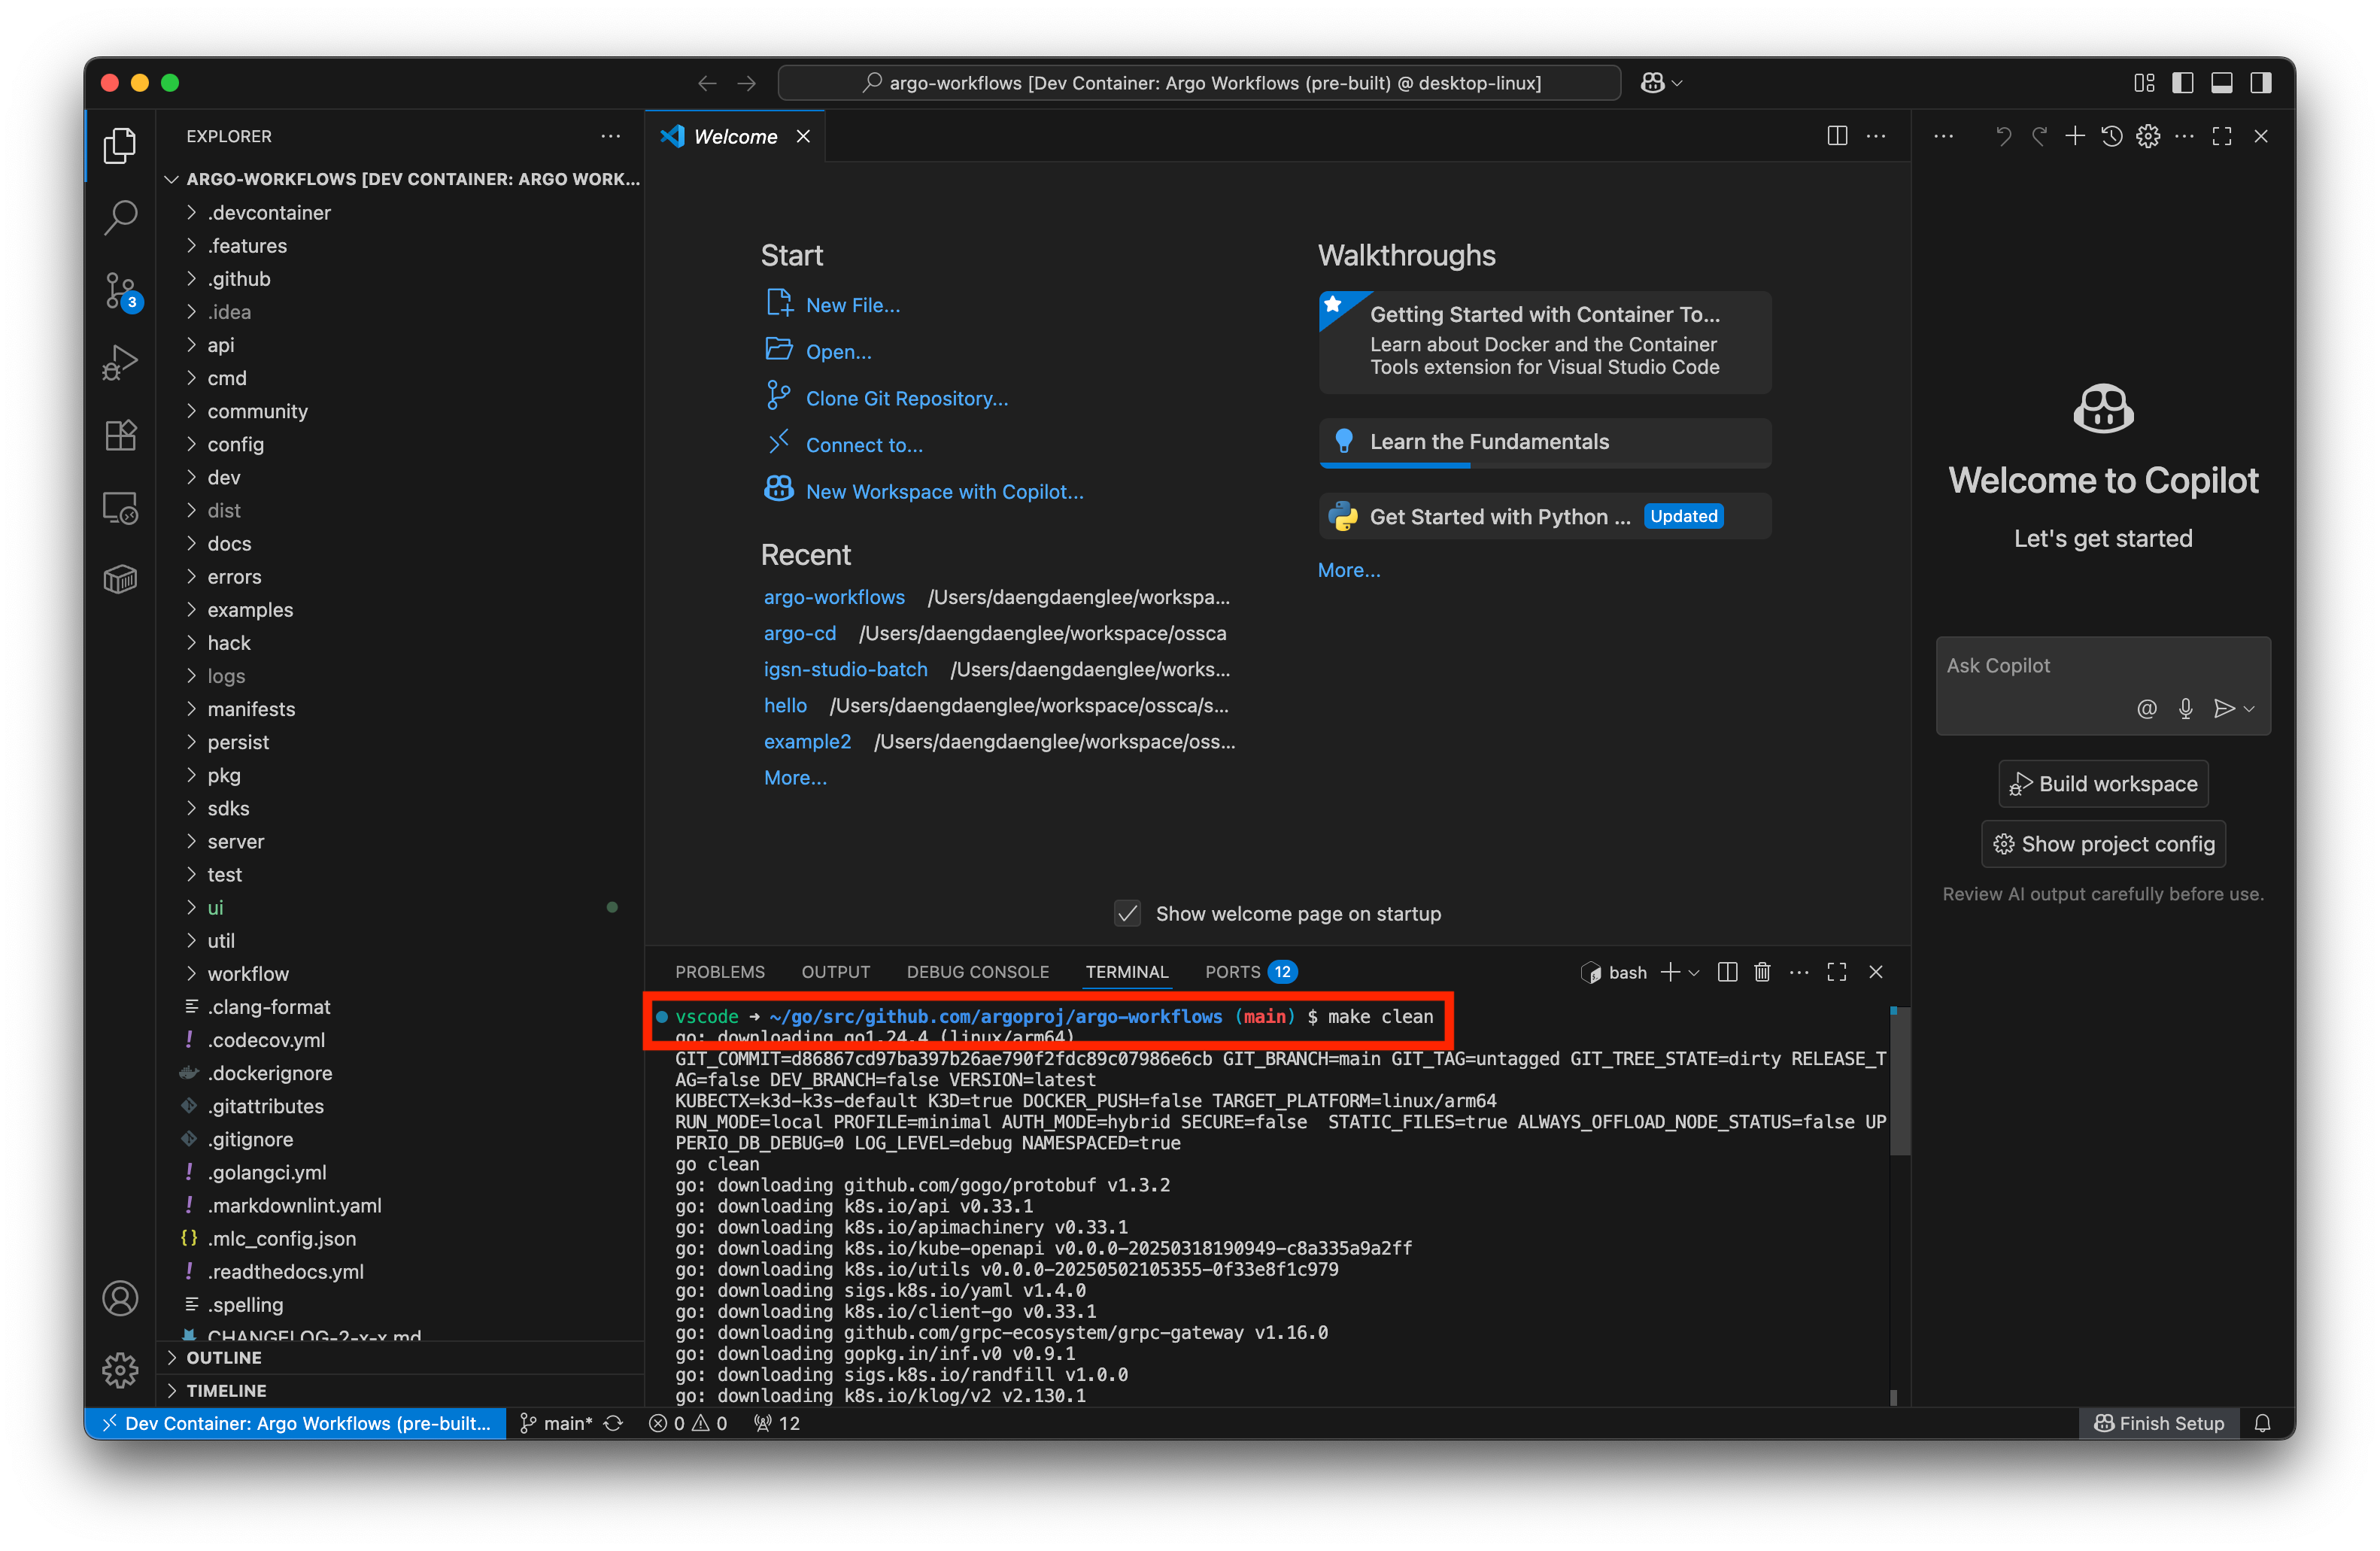 argo-workflows [Dev Container: Argo Workflows (pre-built) @ desktop-linux]
EXPLORER
ARGO-WORKFLOWS [DEV CONTAINER: ARGO WORK...
.devcontainer
.features
.github
.idea
api
cmd
community
config
dev
dist
docs
errors
examples
hack
logs
manifests
persist
pkg
sdks
server
test
ui
util
workflow
.clang-format
.codecov.yml
.dockerignore
.gitattributes
.gitignore
.golangci.yml
.markdownlint.yaml
.mlc_config.json
.readthedocs.yml
.spelling
CHANGELOG-2-x-x.md
OUTLINE
TIMELINE
3
Welcome
Start
New File...
Open...
Clone Git Repository...
Connect to...
New Workspace with Copilot...
Recent
argo-workflows /Users/daengdaenglee/workspa...
argo-cd /Users/daengdaenglee/workspace/ossca
igsn-studio-batch /Users/daengdaenglee/works...
hello /Users/daengdaenglee/workspace/ossca/s...
example2 /Users/daengdaenglee/workspace/oss...
More...
Walkthroughs
Getting Started with Container To...
Learn about Docker and the Container
Tools extension for Visual Studio Code
Learn the Fundamentals
Get Started with Python ... Updated
More...
Show welcome page on startup
PROBLEMS OUTPUT DEBUG CONSOLE TERMINAL PORTS 12
bash
vscode ➜ ~/go/src/github.com/argoproj/argo-workflows (main) $ make clean
go: downloading go1.24.4 (linux/arm64)
GIT_COMMIT=d86867cd97ba397b26ae790f2fdc89c07986e6cb GIT_BRANCH=main GIT_TAG=untagged GIT_TREE_STATE=dirty RELEASE_T
AG=false DEV_BRANCH=false VERSION=latest
KUBECTX=k3d-k3s-default K3D=true DOCKER_PUSH=false TARGET_PLATFORM=linux/arm64
RUN_MODE=local PROFILE=minimal AUTH_MODE=hybrid SECURE=false  STATIC_FILES=true ALWAYS_OFFLOAD_NODE_STATUS=false UP
PERIO_DB_DEBUG=0 LOG_LEVEL=debug NAMESPACED=true
go clean
go: downloading github.com/gogo/protobuf v1.3.2
go: downloading k8s.io/api v0.33.1
go: downloading k8s.io/apimachinery v0.33.1
go: downloading k8s.io/kube-openapi v0.0.0-20250318190949-c8a335a9a2ff
go: downloading k8s.io/utils v0.0.0-20250502105355-0f33e8f1c979
go: downloading sigs.k8s.io/yaml v1.4.0
go: downloading k8s.io/client-go v0.33.1
go: downloading github.com/grpc-ecosystem/grpc-gateway v1.16.0
go: downloading gopkg.in/inf.v0 v0.9.1
go: downloading sigs.k8s.io/randfill v1.0.0
go: downloading k8s.io/klog/v2 v2.130.1
Welcome to Copilot
Let's get started
Ask Copilot
Build workspace
Show project config
Review AI output carefully before use.
Dev Container: Argo Workflows (pre-built... main* 0 0 12
Finish Setup